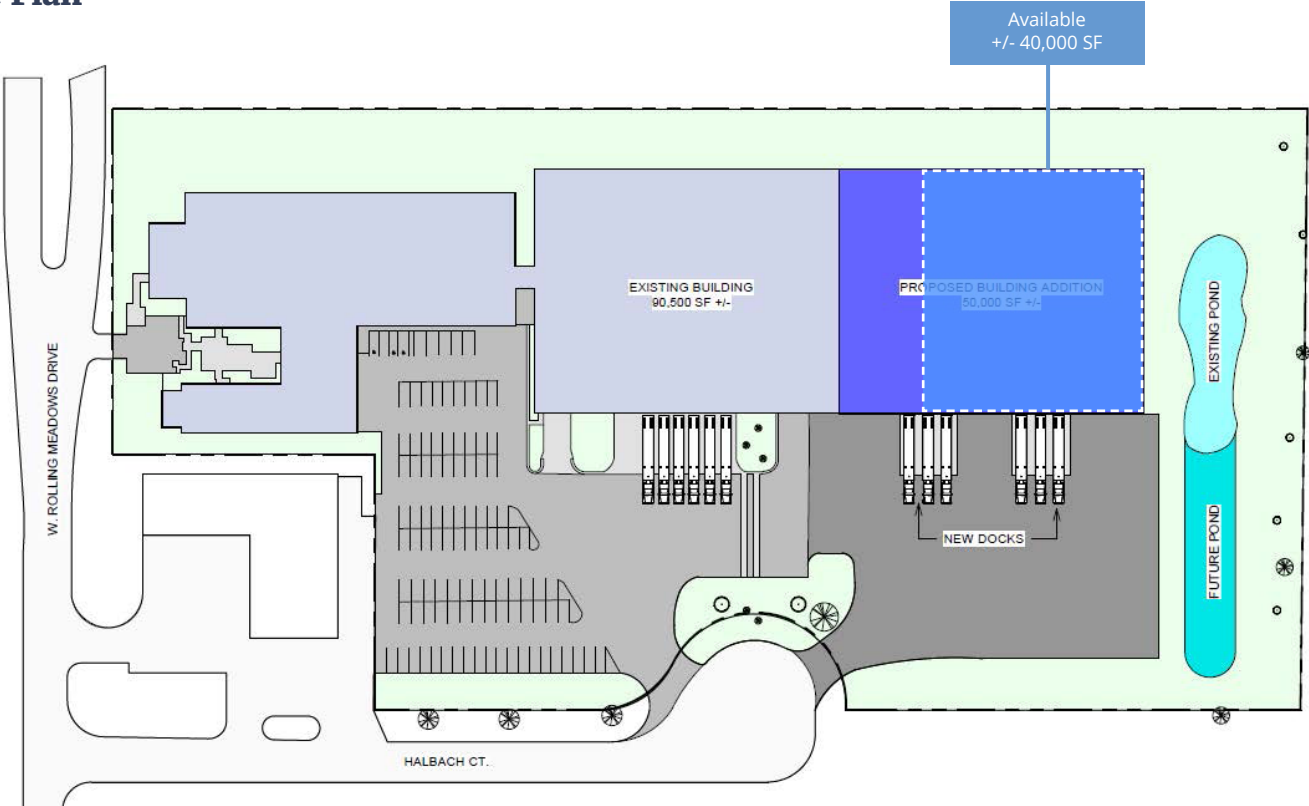 Plan
Available
+/- 40,000 SF
EXISTING BUILDING
90,500 SF +/-
PROPOSED BUILDING ADDITION
50,000 SF +/-
EXISTING POND
W. ROLLING MEADOWS DRIVE
NEW DOCKS
FUTURE POND
HALBACH CT.